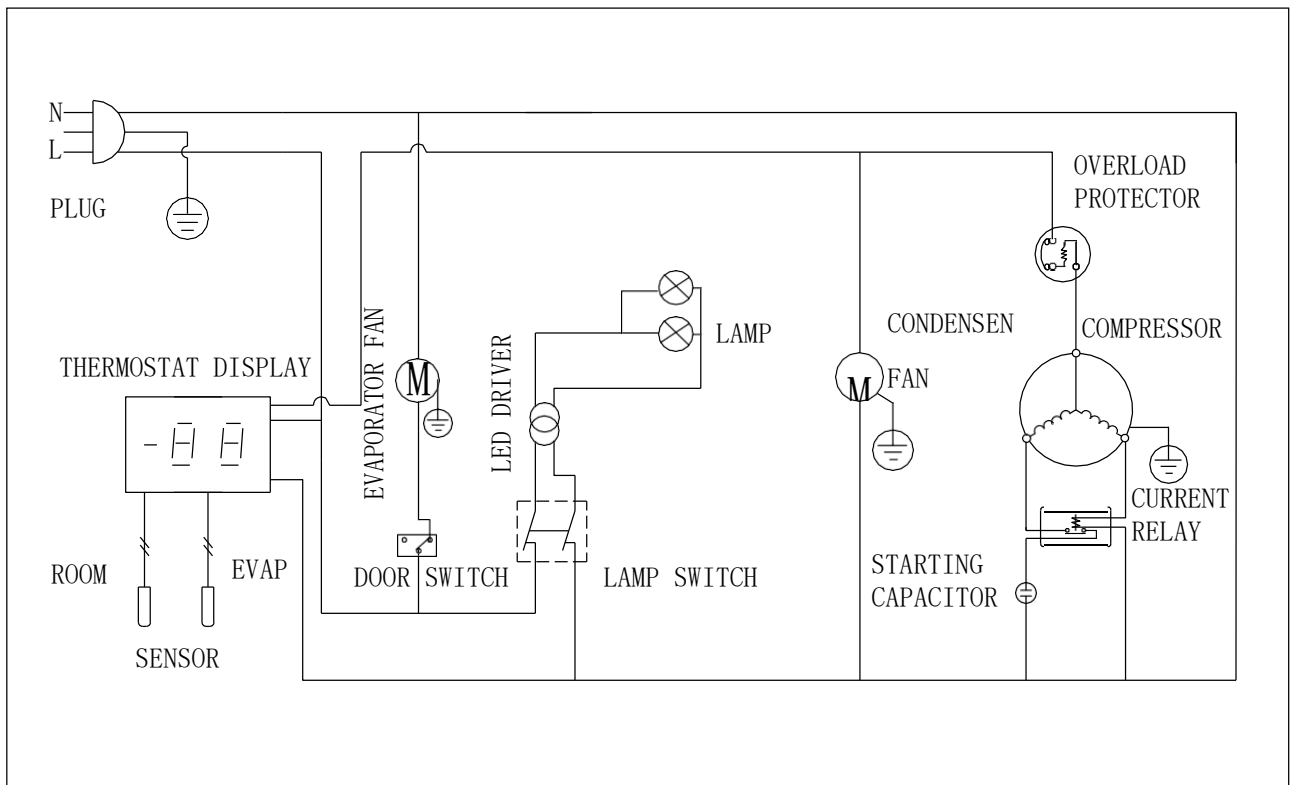 N
L
PLUG
OVERLOAD
PROTECTOR
LAMP
CONDENSEN
COMPRESSOR
THERMOSTAT DISPLAY
EVAPORATOR FAN
M
LED DRIVER
M
FAN
-88
CURRENT
RELAY
ROOM
EVAP
DOOR SWITCH
LAMP SWITCH
STARTING
CAPACITOR
SENSOR